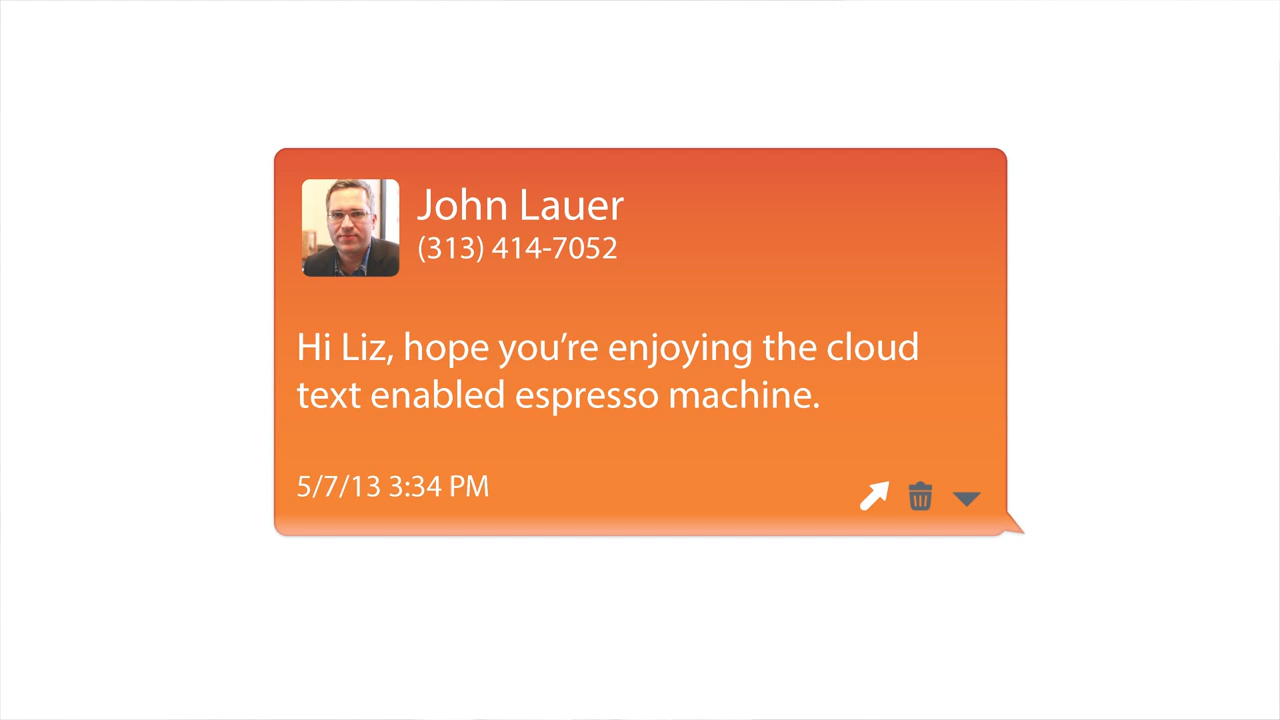 John Lauer
(313) 414-7052
Hi Liz, hope you’re enjoying the cloud
text enabled espresso machine.
5/7/13 3:34 PM